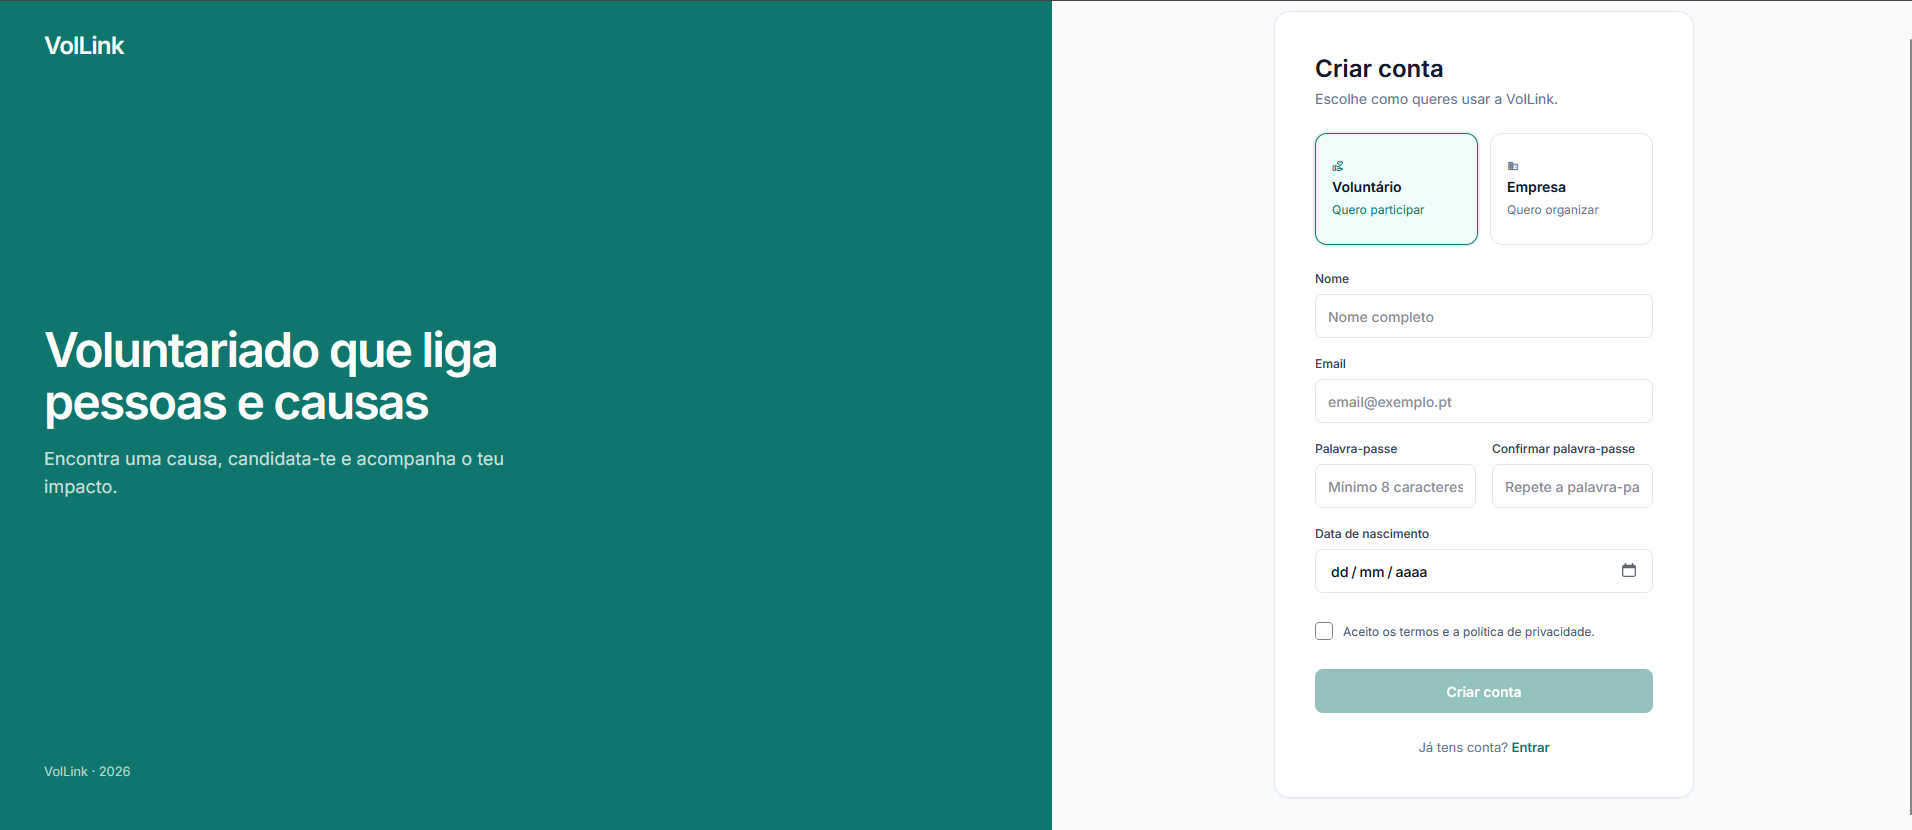 VolLink
Voluntariado que liga
pessoas e causas
Encontra uma causa, candidata-te e acompanha o teu
impacto.
VolLink · 2026
Criar conta
Escolhe como queres usar a VolLink.
Voluntário
Quero participar
Empresa
Quero organizar
Nome
Nome completo
Email
email@exemplo.pt
Palavra-passe
Confirmar palavra-passe
Mínimo 8 caracteres
Repete a palavra-pa
Data de nascimento
dd / mm / aaaa
Aceito os termos e a política de privacidade.
Criar conta
Já tens conta? Entrar